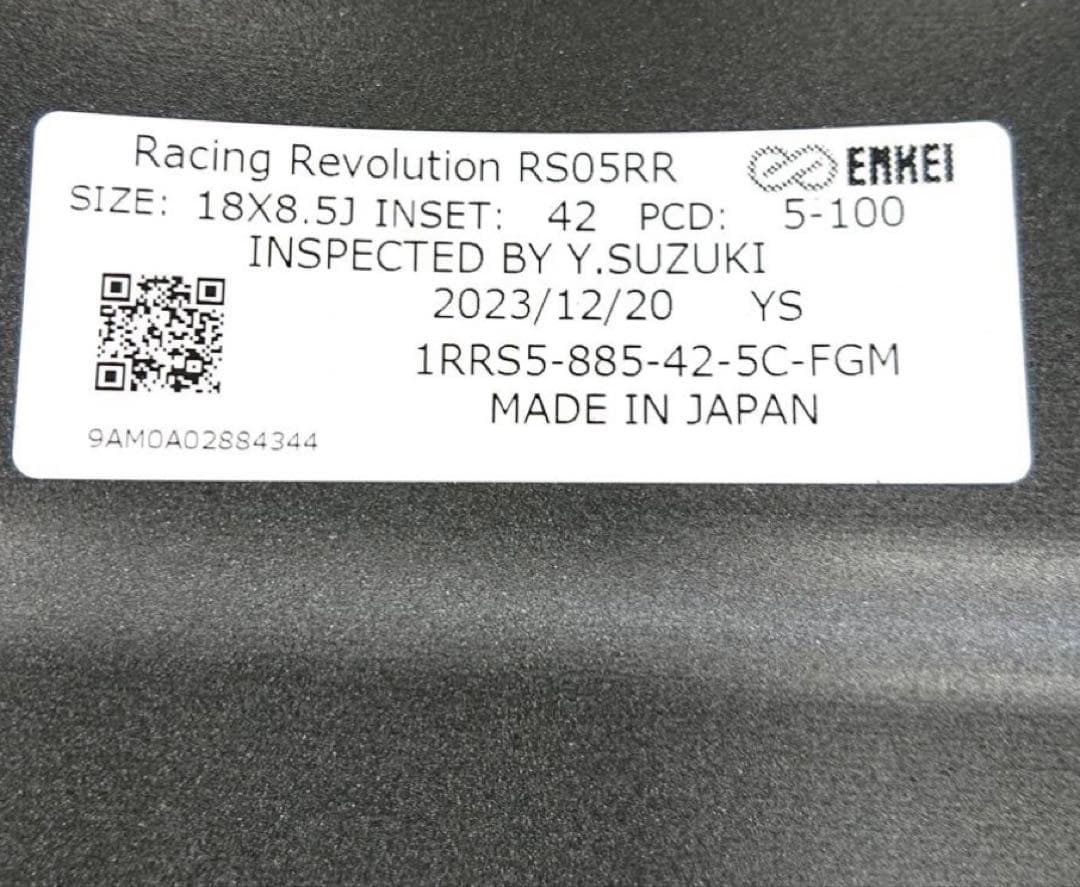 Racing Revolution RS05RR ENKEI
SIZE: 18X8.5J INSET: 42 PCD: 5-100
INSPECTED BY Y.SUZUKI
2023/12/20 YS
1RRS5-885-42-5C-FGM
MADE IN JAPAN
9AM0A02884344